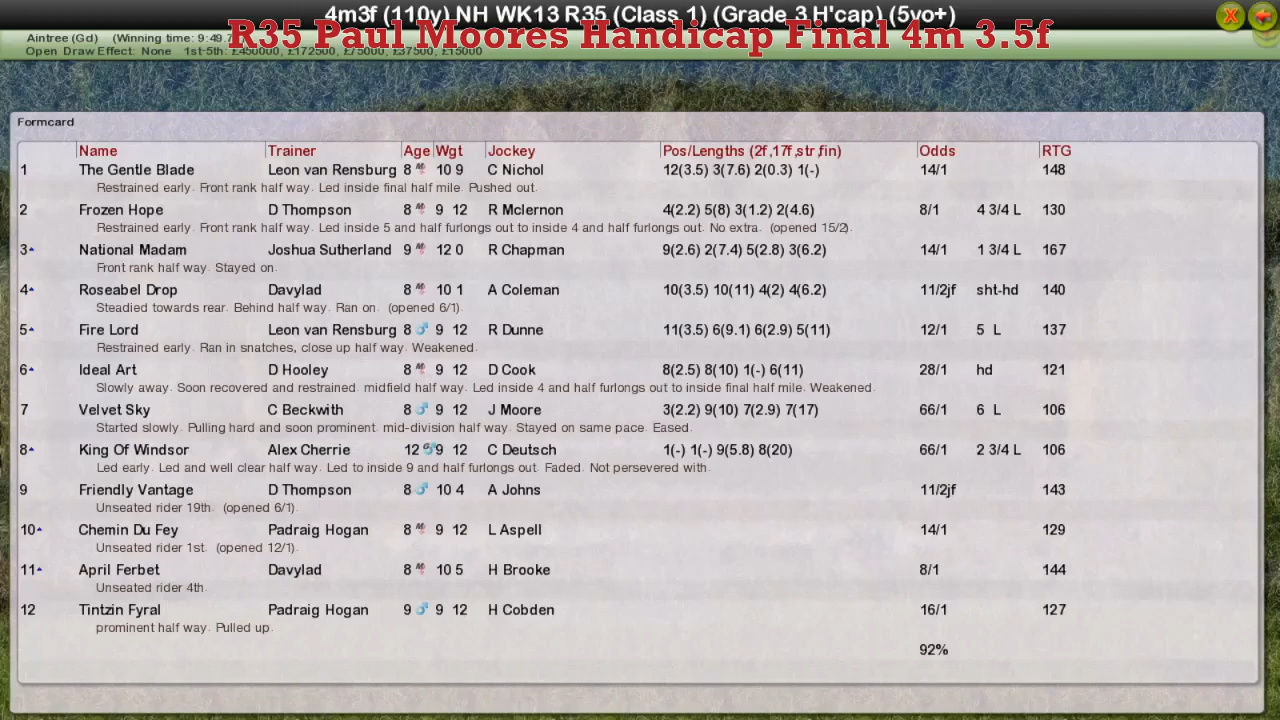 4m3f (110y) NH WK13 R35 (Class 1) (Grade 3 H'cap) (5yo+)
R35 Paul Moores Handicap Final 4m 3.5f
Aintree (Gd) (Winning time: 9:49.7
Open Draw Effect: None 1st-5th: £450000, £172500, £75000, £37500, £15000
Formcard
Name Trainer Age Wgt Jockey Pos/Lengths (2f,17f,str,fin) Odds RTG
1 The Gentle Blade Leon van Rensburg 8 10 9 C Nichol 12(3.5) 3(7.6) 2(0.3) 1(-) 14/1 148
Restrained early. Front rank half way. Led inside final half mile. Pushed out.
2 Frozen Hope D Thompson 8 9 12 R Mclernon 4(2.2) 5(8) 3(1.2) 2(4.6) 8/1 4 3/4 L 130
Restrained early. Front rank half way. Led inside 5 and half furlongs out to inside 4 and half furlongs out. No extra. (opened 15/2).
3 National Madam Joshua Sutherland 9 12 0 R Chapman 9(2.6) 2(7.4) 5(2.8) 3(6.2) 14/1 1 3/4 L 167
Front rank half way. Stayed on.
4 Roseabel Drop Davylad 8 10 1 A Coleman 10(3.5) 10(11) 4(2) 4(6.2) 11/2jf sht-hd 140
Steadied towards rear. Behind half way. Ran on. (opened 6/1)
5 Fire Lord Leon van Rensburg 8 9 12 R Dunne 11(3.5) 6(9.1) 6(2.9) 5(11) 12/1 5 L 137
Restrained early. Ran in snatches, close up half way. Weakened.
6 Ideal Art D Hooley 8 9 12 D Cook 8(2.5) 8(10) 1(-) 6(11) 28/1 hd 121
Slowly away. Soon recovered and restrained. midfield half way. Led inside 4 and half furlongs out to inside final half mile. Weakened.
7 Velvet Sky C Beckwith 8 9 12 J Moore 3(2.2) 9(10) 7(2.9) 7(17) 66/1 6 L 106
Started slowly. Pulling hard and soon prominent. mid-division half way. Stayed on same pace. Eased.
8 King Of Windsor Alex Cherrie 12 9 12 C Deutsch 1(-) 1(-) 9(5.8) 8(20) 66/1 2 3/4 L 106
Led early. Led and well clear half way. Led to inside 9 and half furlongs out. Faded. Not persevered with.
9 Friendly Vantage D Thompson 8 10 4 A Johns 11/2jf 143
Unseated rider 19th. (opened 6/1).
10 Chemin Du Fey Padraig Hogan 8 9 12 L Aspell 14/1 129
Unseated rider 1st. (opened 12/1).
11 April Ferbet Davylad 8 10 5 H Brooke 8/1 144
Unseated rider 4th.
12 Tintzin Fyral Padraig Hogan 9 9 12 H Cobden 16/1 127
prominent half way. Pulled up.
92%